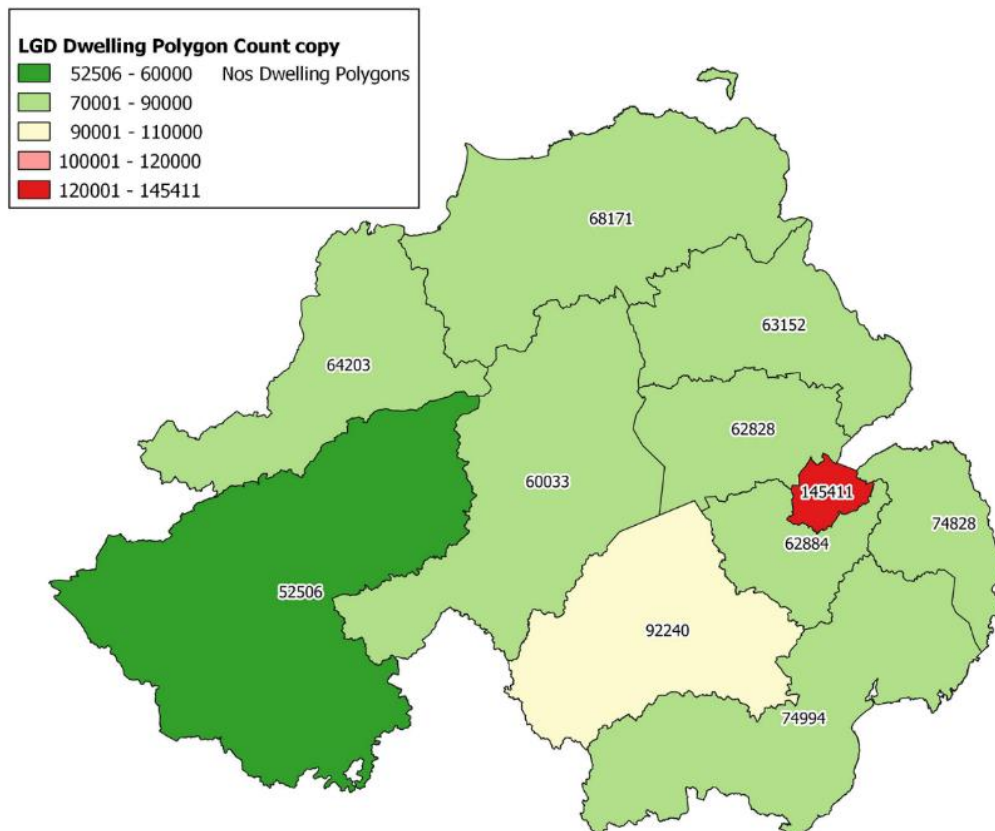 LGD Dwelling Polygon Count copy
52506 - 60000 Nos Dwelling Polygons
70001 - 90000
90001 - 110000
100001 - 120000
120001 - 145411
68171
63152
64203
62828
60033
145411
74828
62884
52506
92240
74994